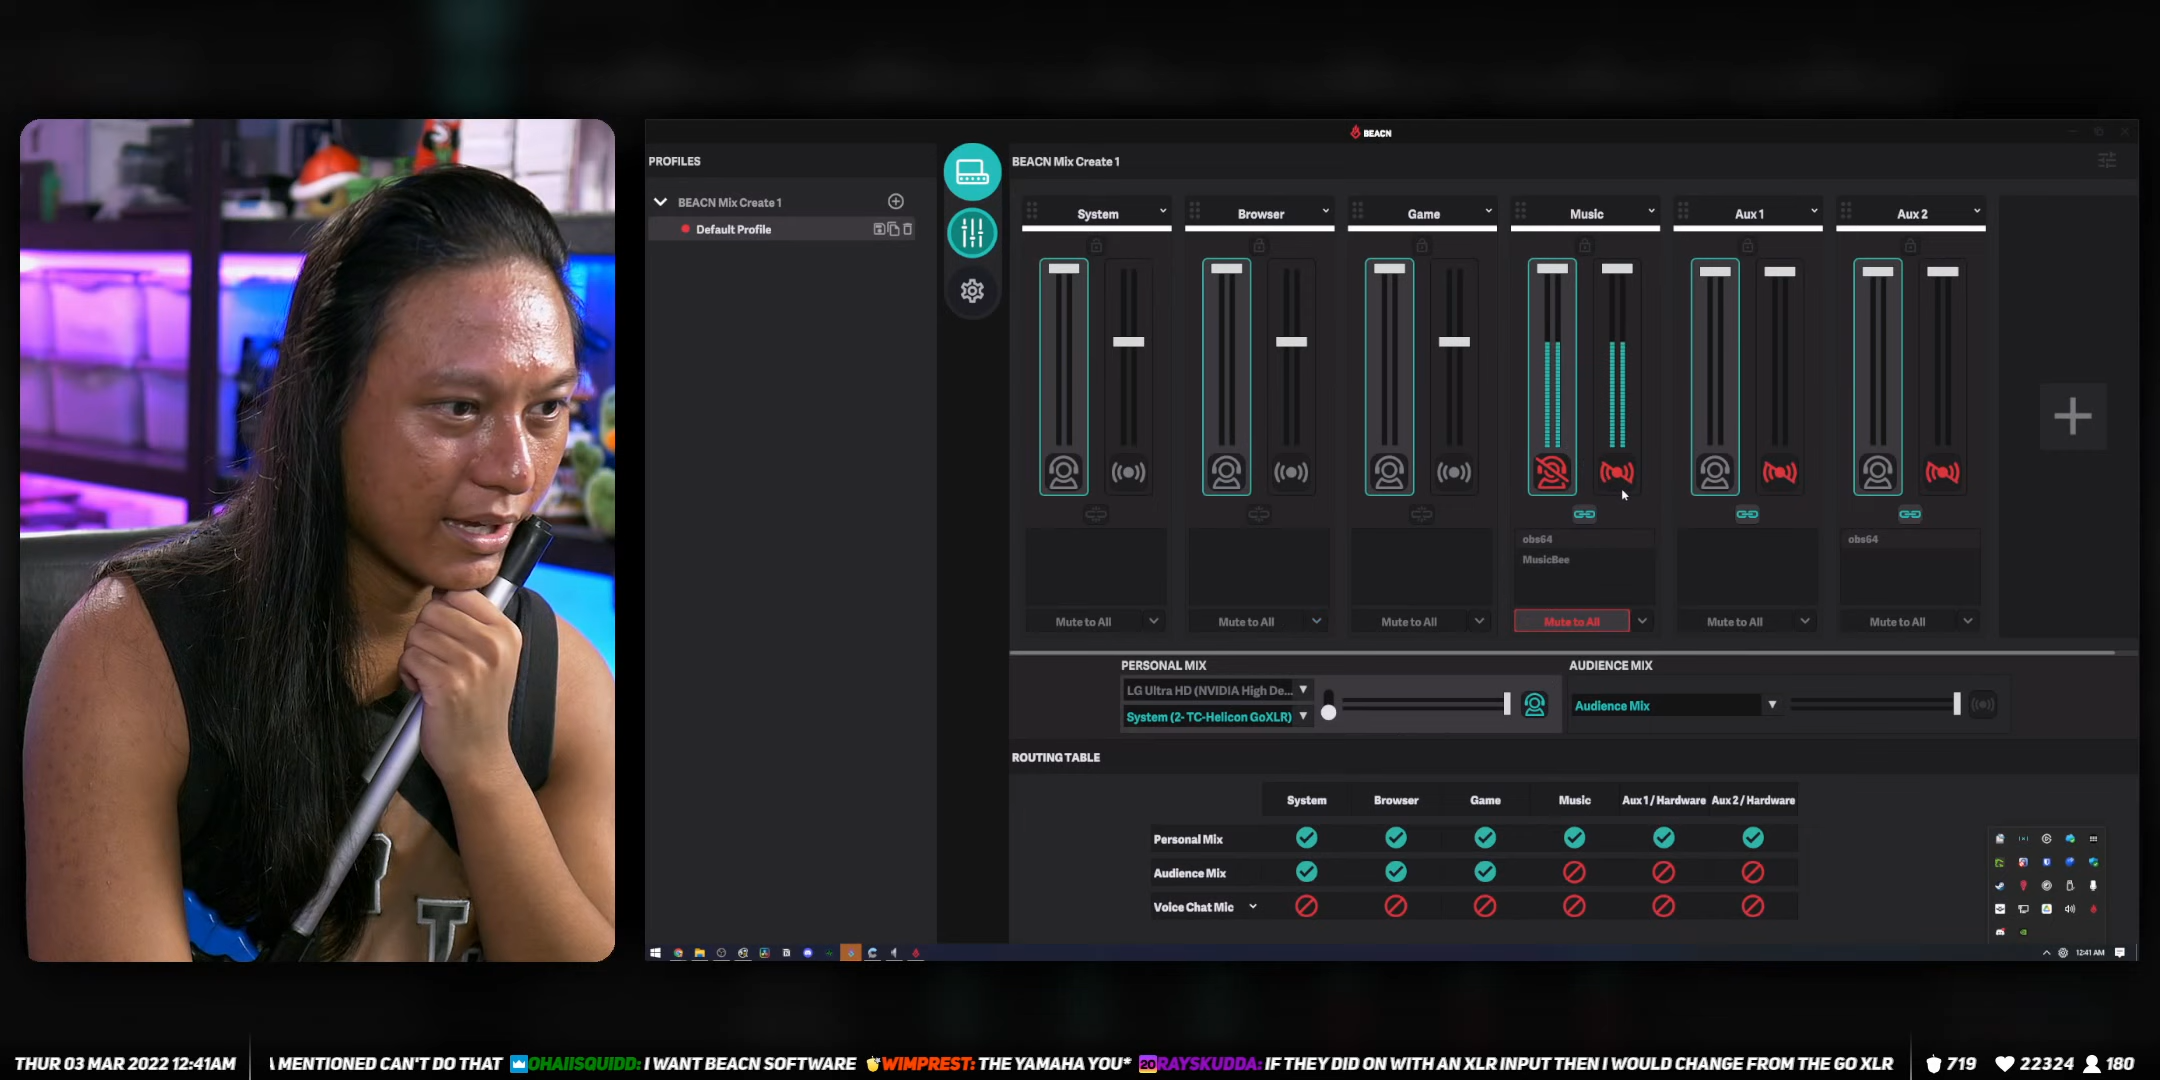 BEACN
PROFILES
BEACN Mix Create 1
Default Profile
BEACN Mix Create 1
System
Browser
Game
Music
Aux 1
Aux 2
obs64
MusicBee
obs64
Mute to All
Mute to All
Mute to All
Mute to All
Mute to All
Mute to All
PERSONAL MIX
LG Ultra HD (NVIDIA High De...
System (2- TC-Helicon GoXLR)
AUDIENCE MIX
Audience Mix
ROUTING TABLE
System Browser Game Music Aux 1 / Hardware Aux 2 / Hardware
Personal Mix
Audience Mix
Voice Chat Mic
12:41 AM
THUR 03 MAR 2022 12:41AM
MENTIONED CAN'T DO THAT OHAIISQUIDD: I WANT BEACN SOFTWARE WIMPREST: THE YAMAHA YOU* 20 RAYSKUDDA: IF THEY DID ON WITH AN XLR INPUT THEN I WOULD CHANGE FROM THE GO XLR
719 22324 180